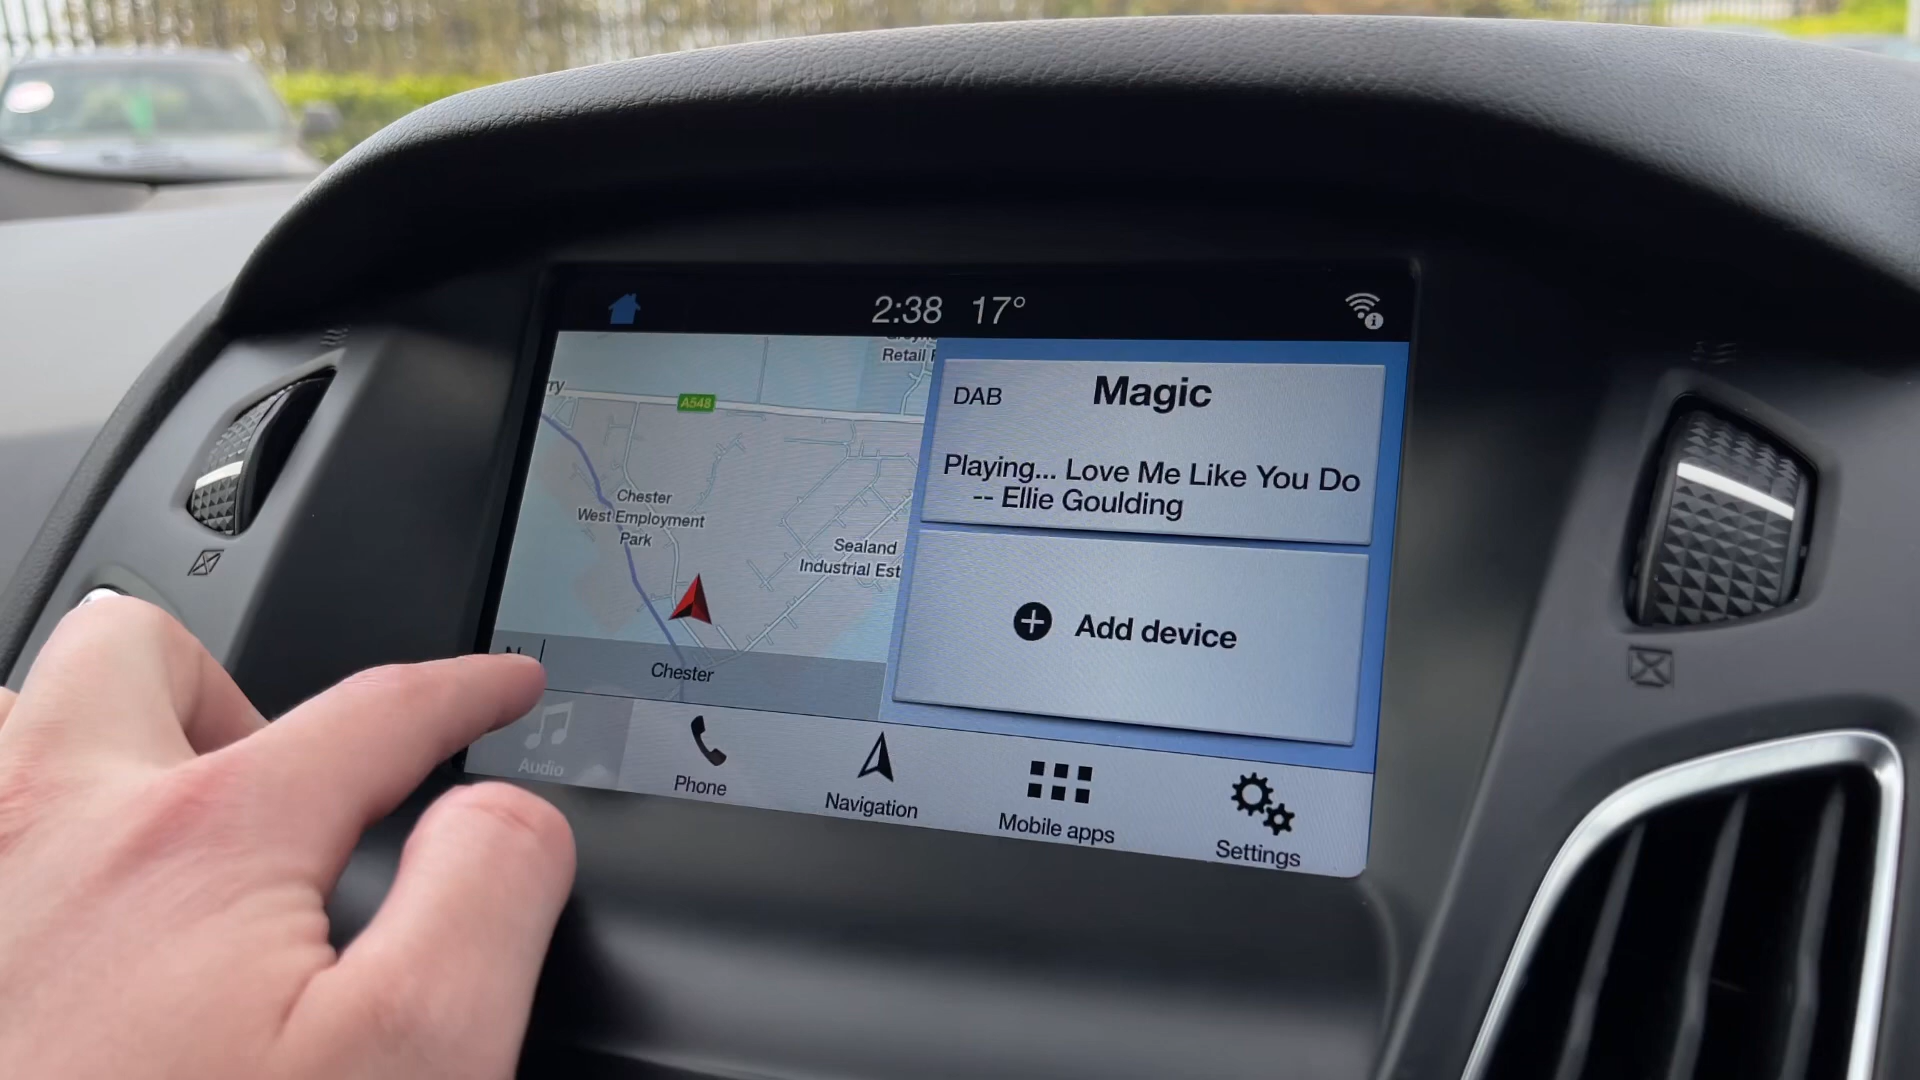 2:38 17°
Retail
A548
Chester
West Employment
Park
Sealand
Industrial Est
Chester
DAB
Magic
Playing... Love Me Like You Do
-- Ellie Goulding
Add device
Audio
Phone
Navigation
Mobile apps
Settings